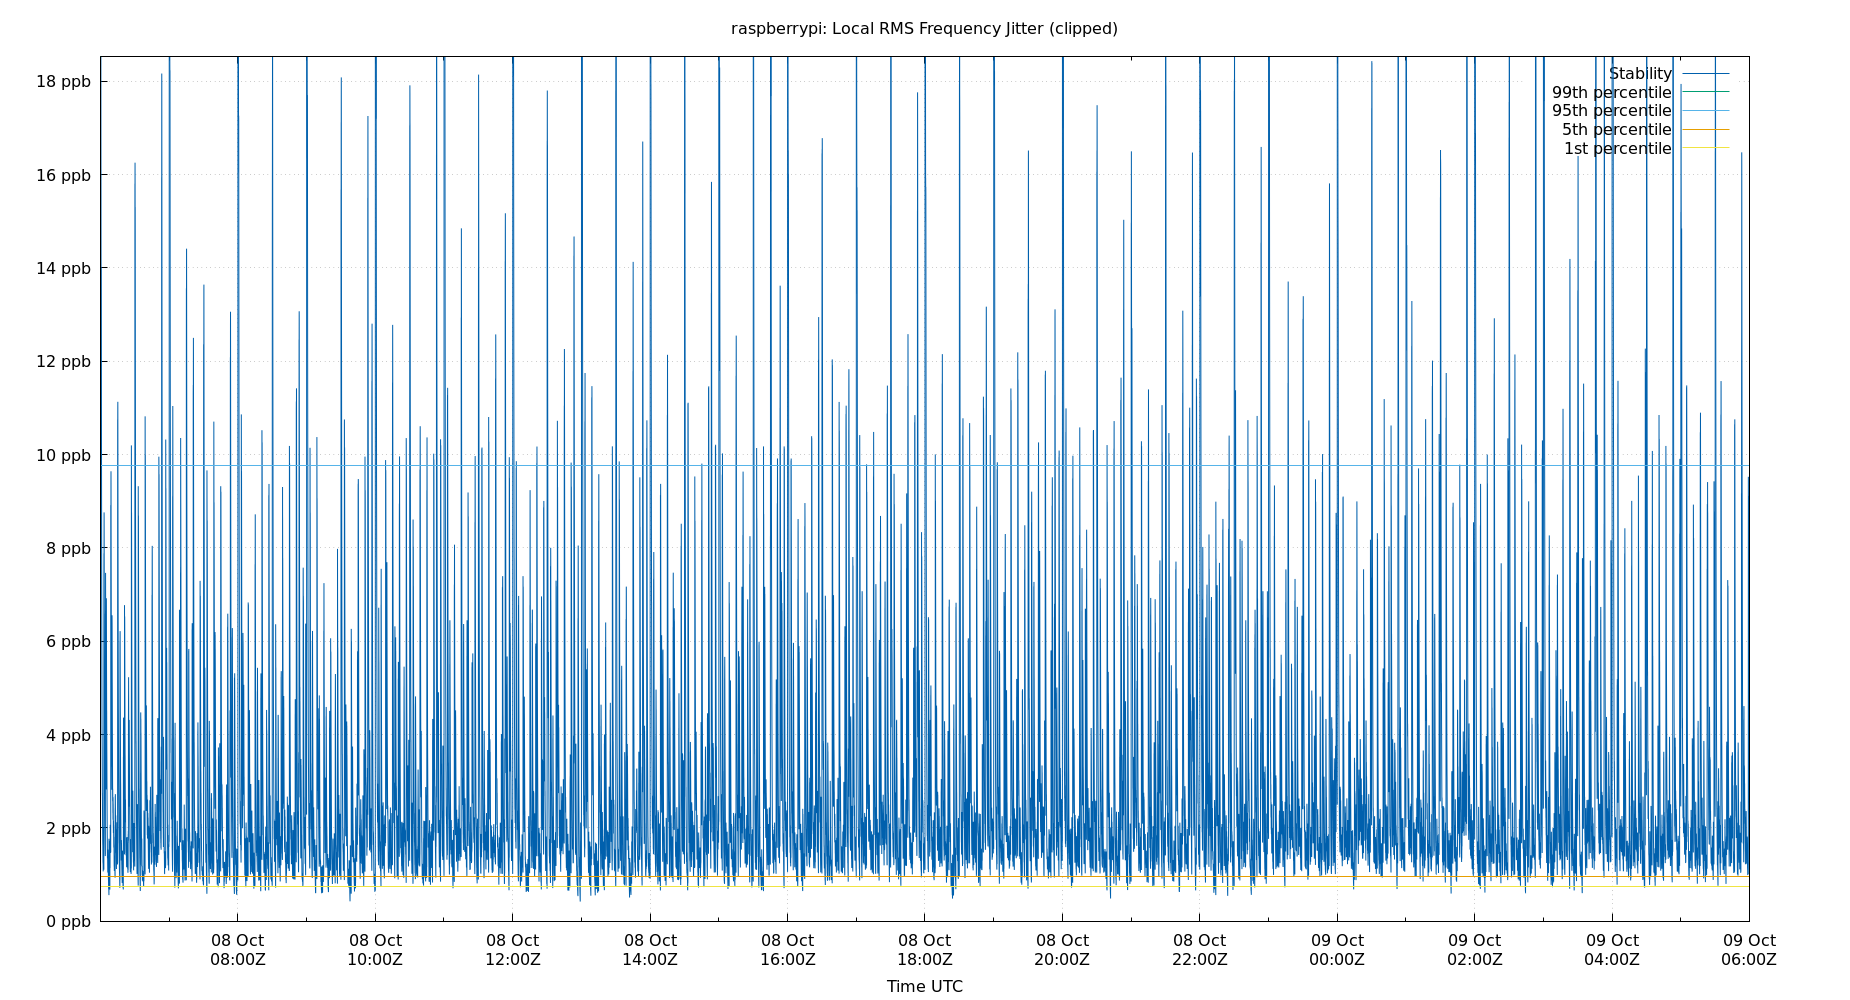 raspberrypi: Local RMS Frequency Jitter (clipped)
18 ppb
16 ppb
14 ppb
12 ppb
10 ppb
8 ppb
6 ppb
4 ppb
2 ppb
0 ppb
Stability
99th percentile
95th percentile
5th percentile
1st percentile
08 Oct
08:00Z
08 Oct
10:00Z
08 Oct
12:00Z
08 Oct
14:00Z
08 Oct
16:00Z
08 Oct
18:00Z
08 Oct
20:00Z
08 Oct
22:00Z
09 Oct
00:00Z
09 Oct
02:00Z
09 Oct
04:00Z
09 Oct
06:00Z
Time UTC